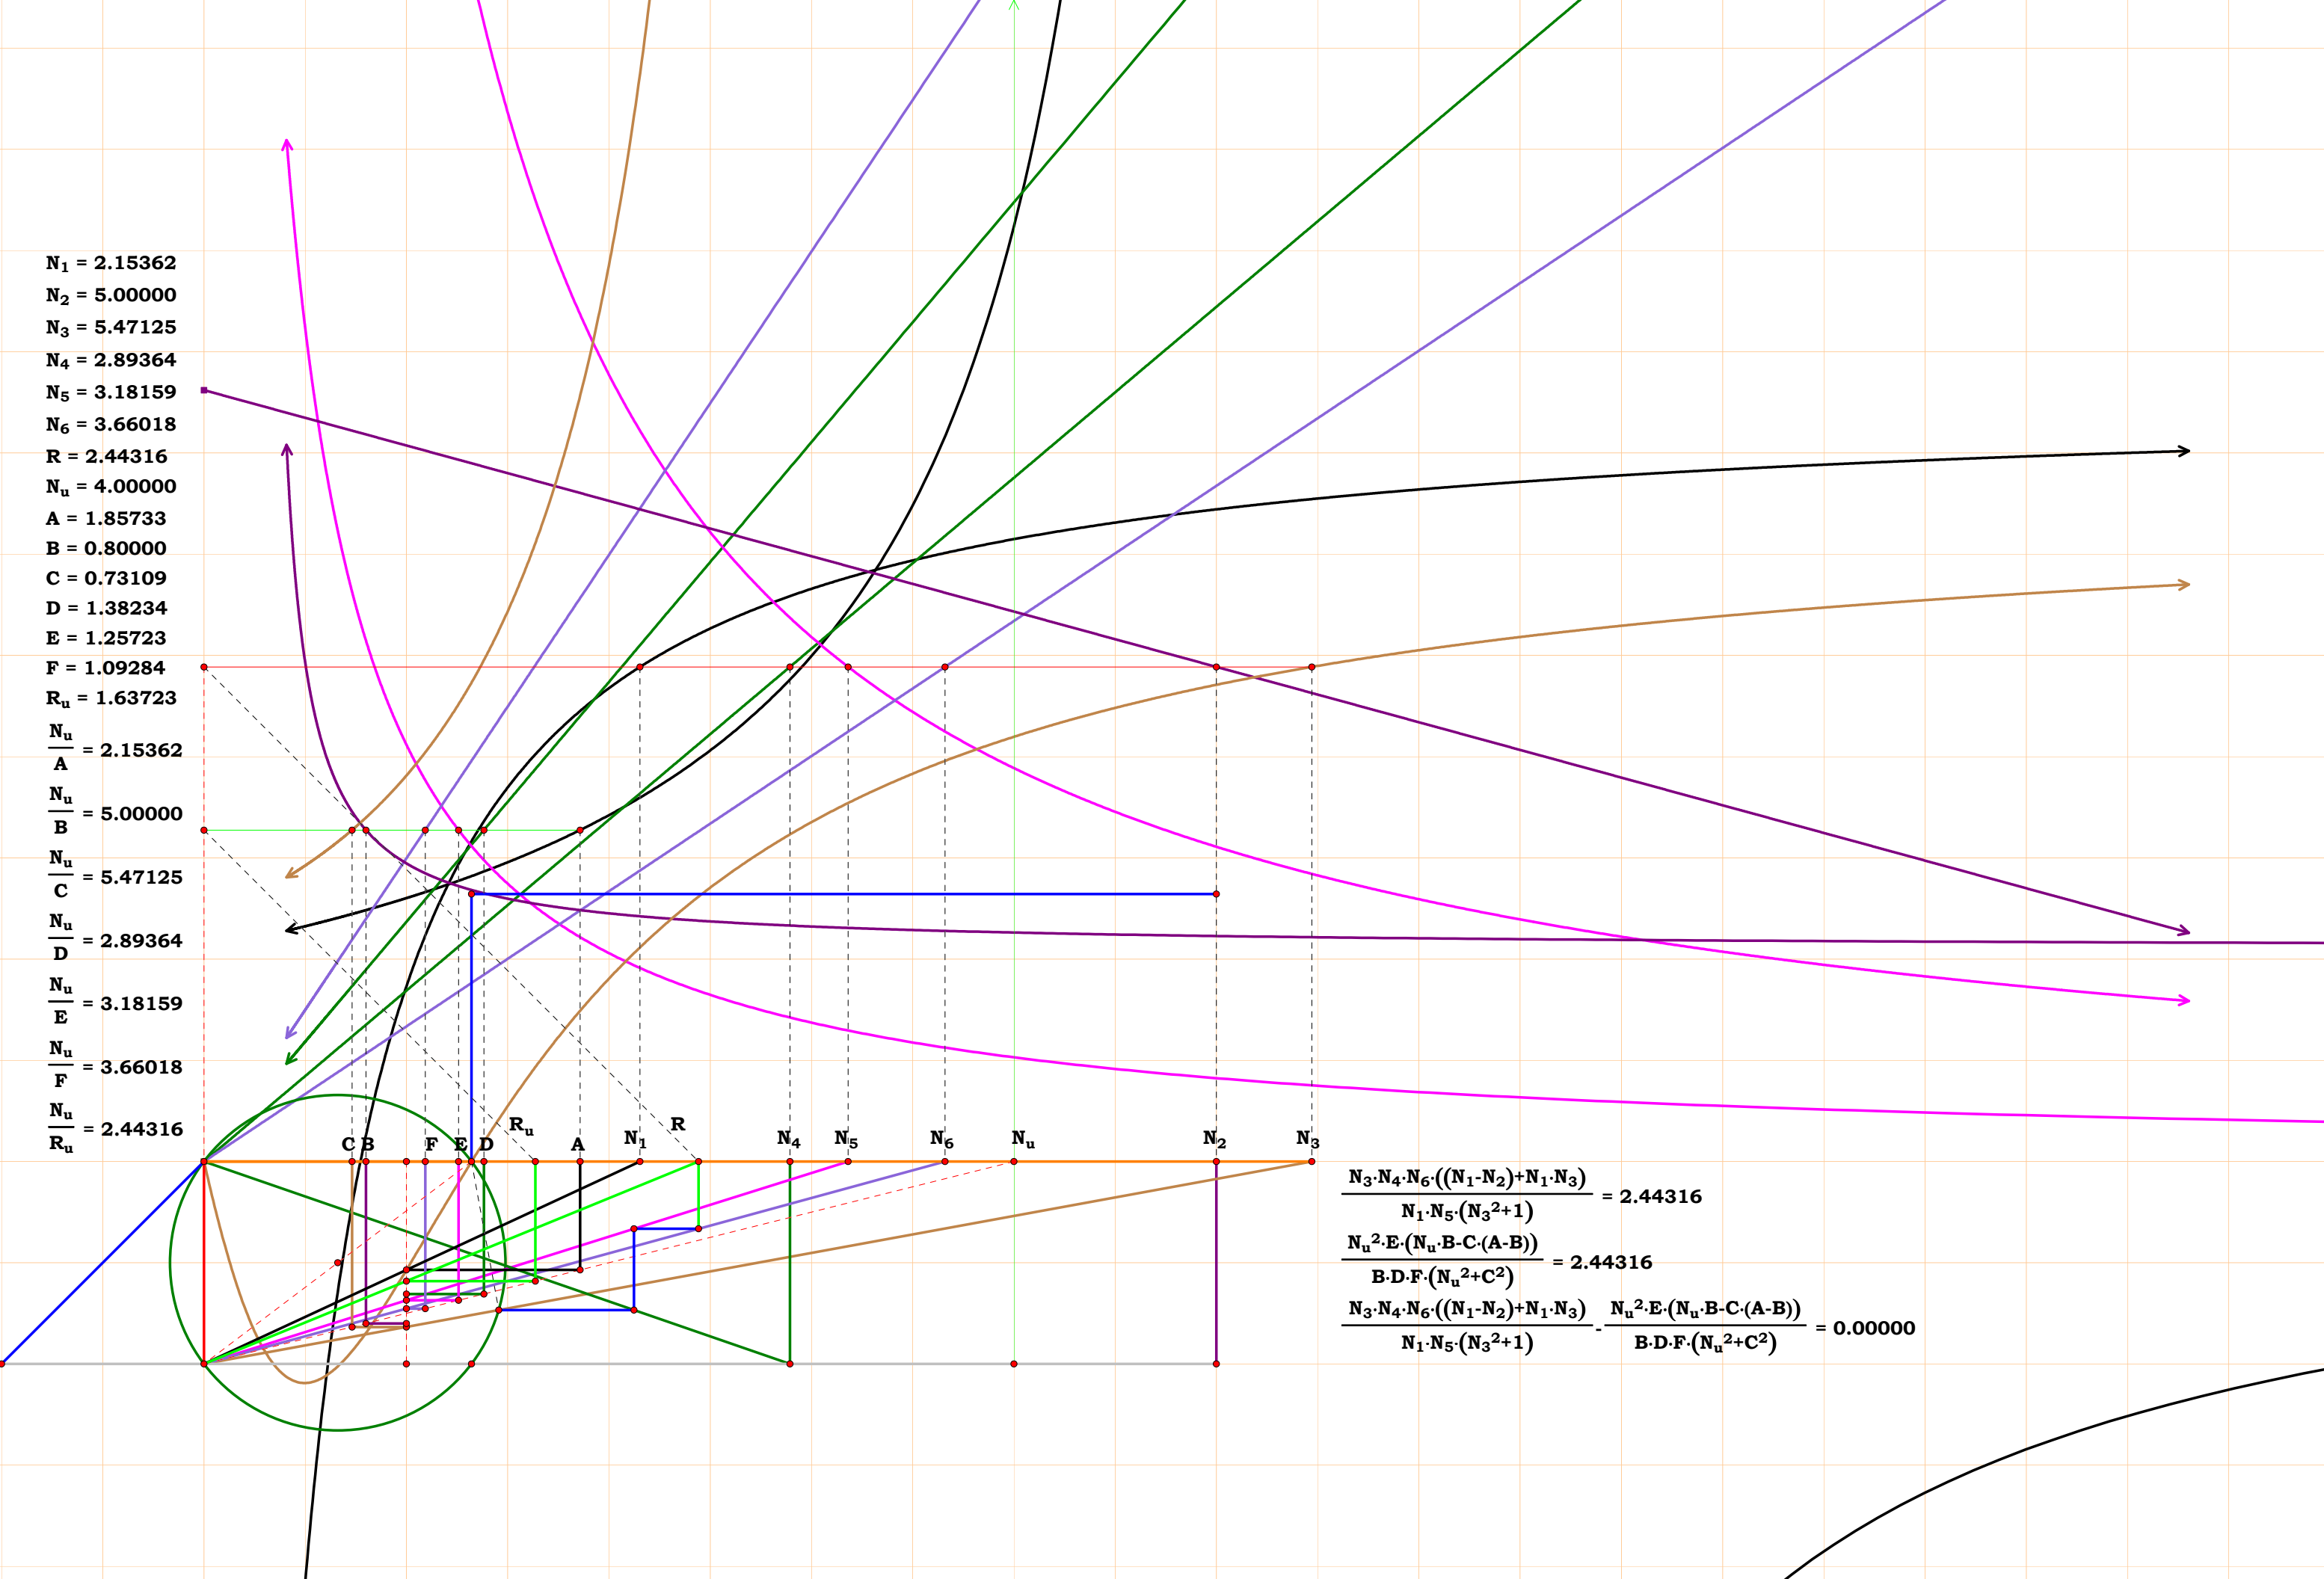 N₁ = 2.15362
N₂ = 5.00000
N₃ = 5.47125
N₄ = 2.89364
N₅ = 3.18159
N₆ = 3.66018
R = 2.44316
Nᵤ = 4.00000
A = 1.85733
B = 0.80000
C = 0.73109
D = 1.38234
E = 1.25723
F = 1.09284
Rᵤ = 1.63723
Nᵤ/A = 2.15362
Nᵤ/B = 5.00000
Nᵤ/C = 5.47125
Nᵤ/D = 2.89364
Nᵤ/E = 3.18159
Nᵤ/F = 3.66018
Nᵤ/Rᵤ = 2.44316
C B F E D Rᵤ A N₁ R N₄ N₅ N₆ Nᵤ N₂ N₃
N₃·N₄·N₆·((N₁-N₂)+N₁·N₃)/N₁·N₅·(N₃²+1) = 2.44316
Nᵤ²·E·(Nᵤ·B-C·(A-B))/B·D·F·(Nᵤ²+C²) = 2.44316
N₃·N₄·N₆·((N₁-N₂)+N₁·N₃)/N₁·N₅·(N₃²+1) - Nᵤ²·E·(Nᵤ·B-C·(A-B))/B·D·F·(Nᵤ²+C²) = 0.00000